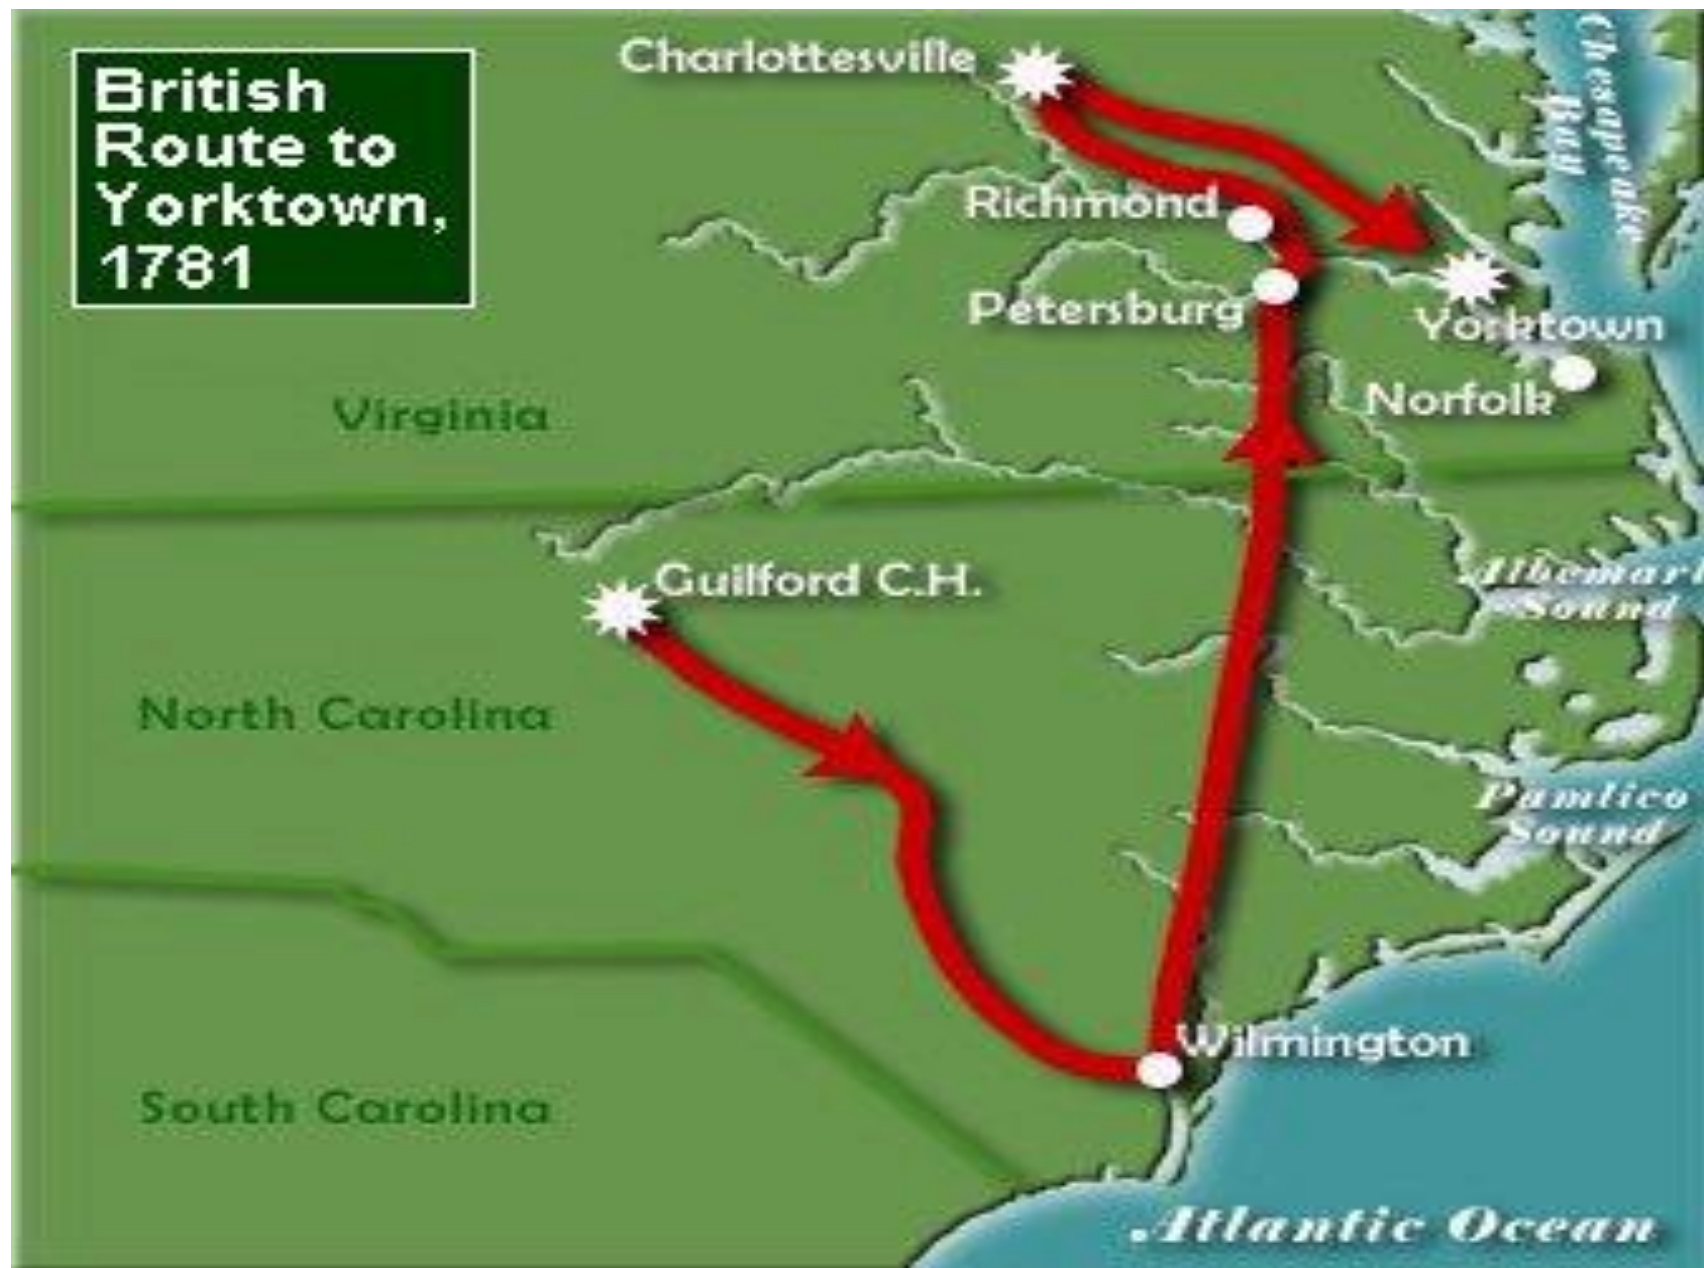 British
Route to
Yorktown,
1781
Charlottesville
Chesapeake
Bay
Richmond
Petersburg
Yorktown
Norfolk
Virginia
Guilford C.H.
Albemarl
Sound
North Carolina
Pamlico
Sound
Wilmington
South Carolina
Atlantic Ocean